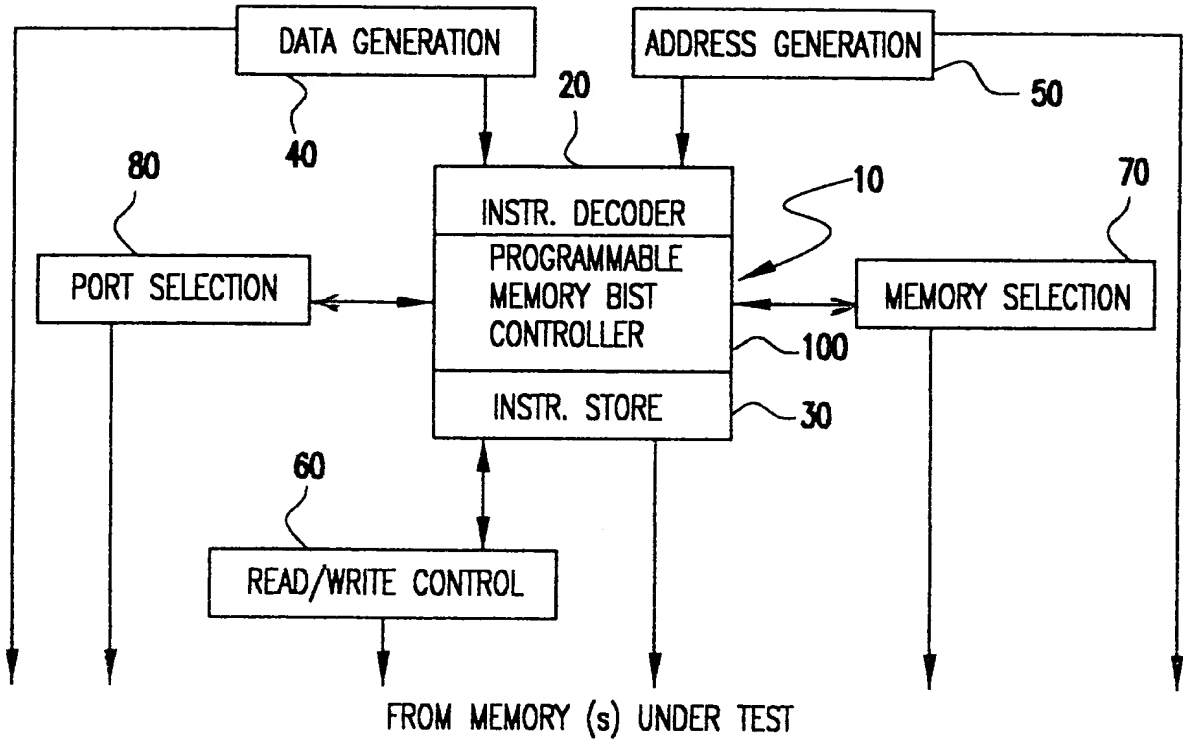 DATA GENERATION
ADDRESS GENERATION
40
20
50
80
10
70
INSTR. DECODER
PORT SELECTION
PROGRAMMABLE
MEMORY BIST
CONTROLLER
MEMORY SELECTION
100
INSTR. STORE
30
60
READ/WRITE CONTROL
FROM MEMORY (s) UNDER TEST